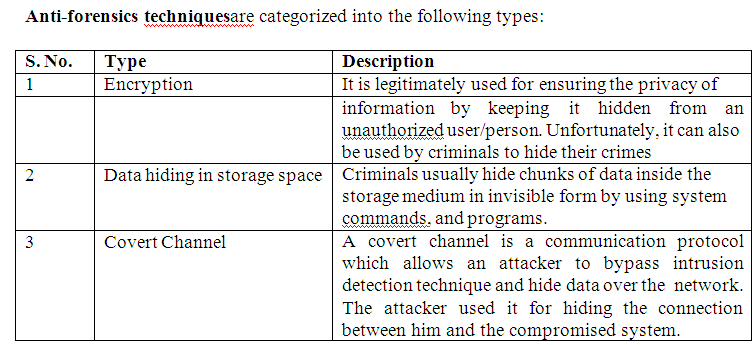 Anti-forensics techniquesare categorized into the following types:
S. No. Type Description
1 Encryption It is legitimately used for ensuring the privacy of
information by keeping it hidden from an
unauthorized user/person. Unfortunately, it can also
be used by criminals to hide their crimes
2 Data hiding in storage space Criminals usually hide chunks of data inside the
storage medium in invisible form by using system
commands, and programs.
3 Covert Channel A covert channel is a communication protocol
which allows an attacker to bypass intrusion
detection technique and hide data over the network.
The attacker used it for hiding the connection
between him and the compromised system.